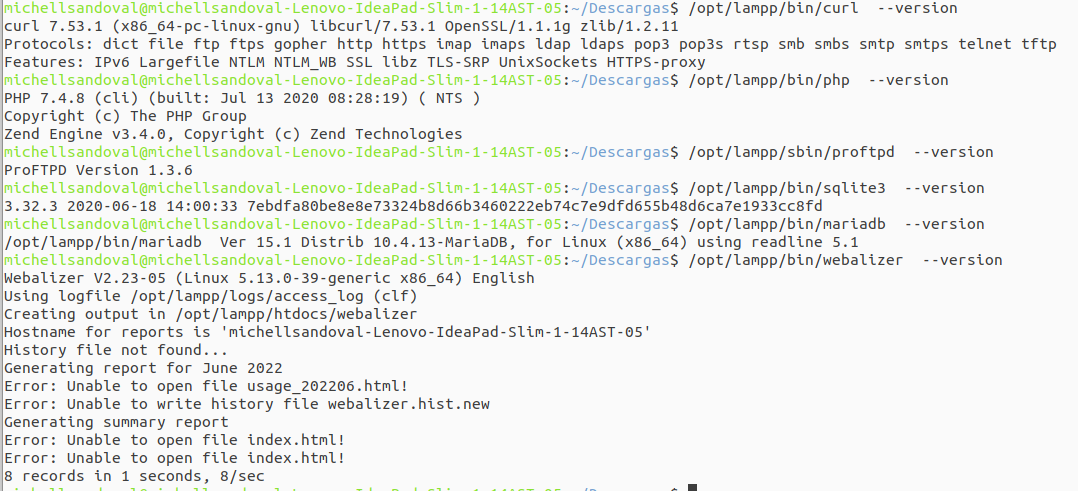 michellsandoval@michellsandoval-Lenovo-IdeaPad-Slim-1-14AST-05:~/Descargas$ /opt/lampp/bin/curl  --version
curl 7.53.1 (x86_64-pc-linux-gnu) libcurl/7.53.1 OpenSSL/1.1.1g zlib/1.2.11
Protocols: dict file ftp ftps gopher http https imap imaps ldap ldaps pop3 pop3s rtsp smb smbs smtp smtps telnet tftp
Features: IPv6 Largefile NTLM NTLM_WB SSL libz TLS-SRP UnixSockets HTTPS-proxy
michellsandoval@michellsandoval-Lenovo-IdeaPad-Slim-1-14AST-05:~/Descargas$ /opt/lampp/bin/php  --version
PHP 7.4.8 (cli) (built: Jul 13 2020 08:28:19) ( NTS )
Copyright (c) The PHP Group
Zend Engine v3.4.0, Copyright (c) Zend Technologies
michellsandoval@michellsandoval-Lenovo-IdeaPad-Slim-1-14AST-05:~/Descargas$ /opt/lampp/sbin/proftpd  --version
ProFTPD Version 1.3.6
michellsandoval@michellsandoval-Lenovo-IdeaPad-Slim-1-14AST-05:~/Descargas$ /opt/lampp/bin/sqlite3  --version
3.32.3 2020-06-18 14:00:33 7ebdfa80be8e8e73324b8d66b3460222eb74c7e9dfd655b48d6ca7e1933cc8fd
michellsandoval@michellsandoval-Lenovo-IdeaPad-Slim-1-14AST-05:~/Descargas$ /opt/lampp/bin/mariadb  --version
/opt/lampp/bin/mariadb  Ver 15.1 Distrib 10.4.13-MariaDB, for Linux (x86_64) using readline 5.1
michellsandoval@michellsandoval-Lenovo-IdeaPad-Slim-1-14AST-05:~/Descargas$ /opt/lampp/bin/webalizer  --version
Webalizer V2.23-05 (Linux 5.13.0-39-generic x86_64) English
Using logfile /opt/lampp/logs/access_log (clf)
Creating output in /opt/lampp/htdocs/webalizer
Hostname for reports is 'michellsandoval-Lenovo-IdeaPad-Slim-1-14AST-05'
History file not found...
Generating report for June 2022
Error: Unable to open file usage_202206.html!
Error: Unable to write history file webalizer.hist.new
Generating summary report
Error: Unable to open file index.html!
Error: Unable to open file index.html!
8 records in 1 seconds, 8/sec